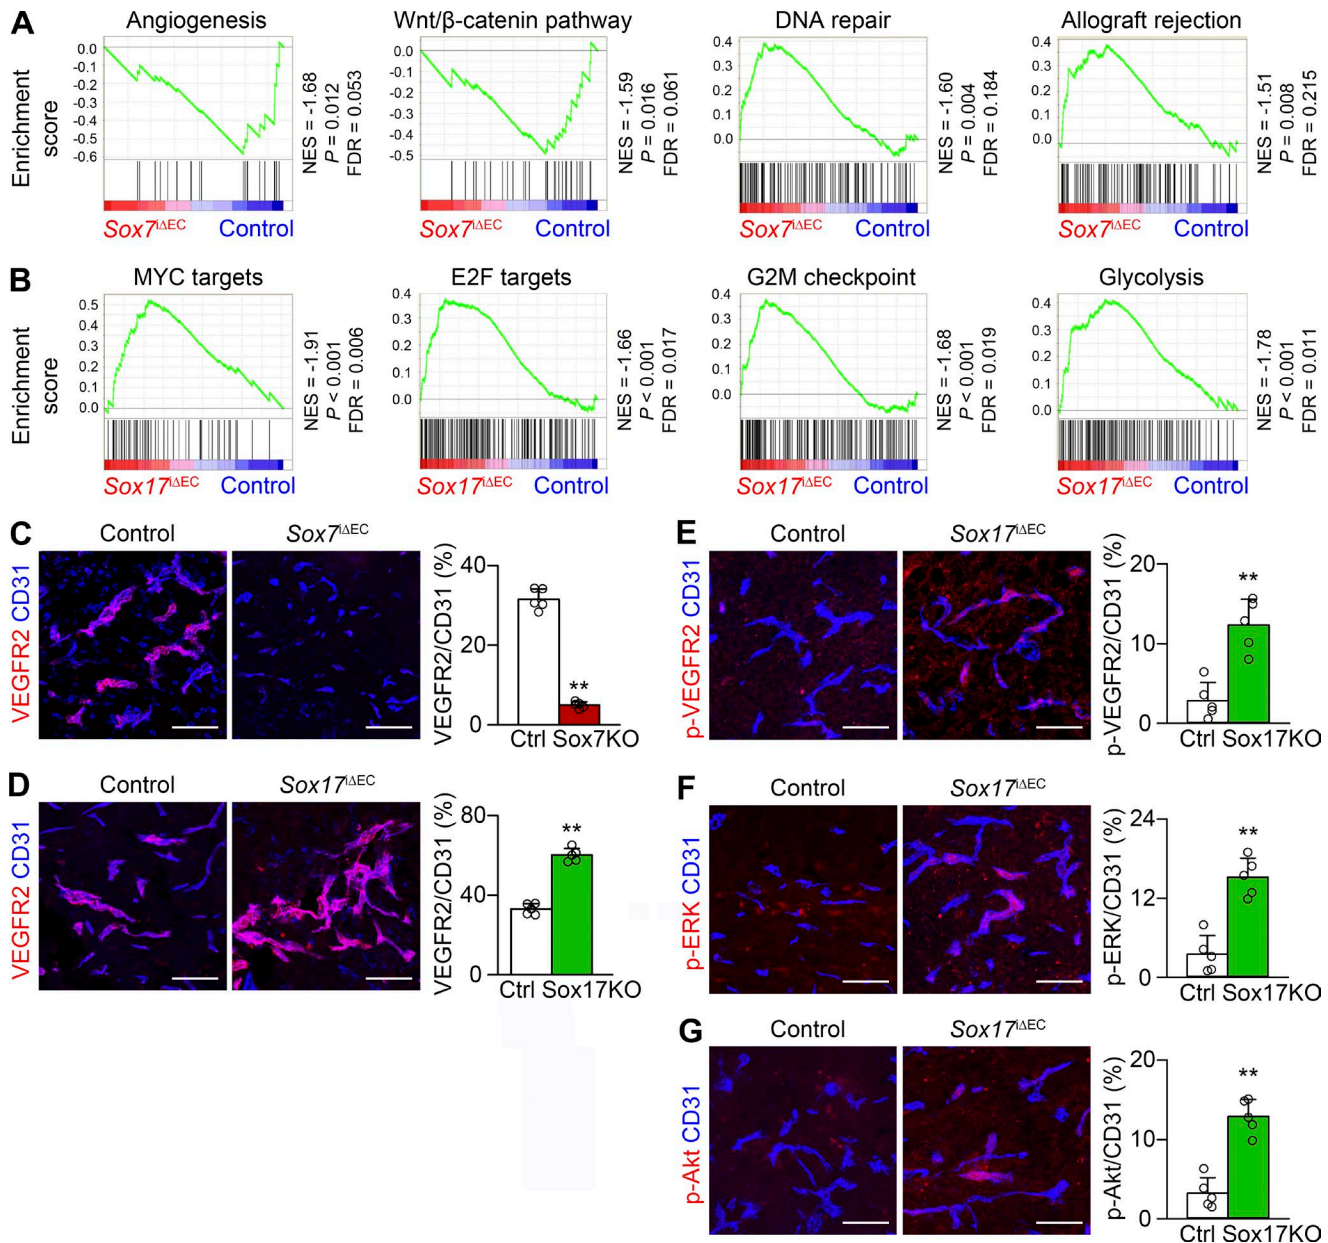 A
Angiogenesis
Wnt/β-catenin pathway
DNA repair
Allograft rejection
Enrichment
score
0.0
-0.1
-0.2
-0.3
-0.4
-0.5
-0.6
NES = -1.68
P = 0.012
FDR = 0.053
Sox7iΔEC
Control
0.0
-0.1
-0.2
-0.3
-0.4
-0.5
NES = -1.59
P = 0.016
FDR = 0.061
Sox7iΔEC
Control
0.4
0.3
0.2
0.1
0.0
NES = -1.60
P = 0.004
FDR = 0.184
Sox7iΔEC
Control
0.4
0.3
0.2
0.1
0.0
NES = -1.51
P = 0.008
FDR = 0.215
Sox7iΔEC
Control
B
MYC targets
E2F targets
G2M checkpoint
Glycolysis
Enrichment
score
0.5
0.4
0.3
0.2
0.1
0.0
NES = -1.91
P < 0.001
FDR = 0.006
Sox17iΔEC
Control
0.4
0.3
0.2
0.1
0.0
NES = -1.66
P < 0.001
FDR = 0.017
Sox17iΔEC
Control
0.4
0.3
0.2
0.1
0.0
NES = -1.68
P < 0.001
FDR = 0.019
Sox17iΔEC
Control
0.4
0.3
0.2
0.1
0.0
NES = -1.78
P < 0.001
FDR = 0.011
Sox17iΔEC
Control
C
Control
Sox7iΔEC
VEGFR2 CD31
VEGFR2/CD31 (%)
40
20
0
**
Ctrl Sox7KO
D
Control
Sox17iΔEC
VEGFR2 CD31
VEGFR2/CD31 (%)
80
40
0
**
Ctrl Sox17KO
E
Control
Sox17iΔEC
p-VEGFR2 CD31
p-VEGFR2/CD31 (%)
20
10
0
**
Ctrl Sox17KO
F
Control
Sox17iΔEC
p-ERK CD31
p-ERK/CD31 (%)
24
12
0
**
Ctrl Sox17KO
G
Control
Sox17iΔEC
p-Akt CD31
p-Akt/CD31 (%)
20
10
0
**
Ctrl Sox17KO